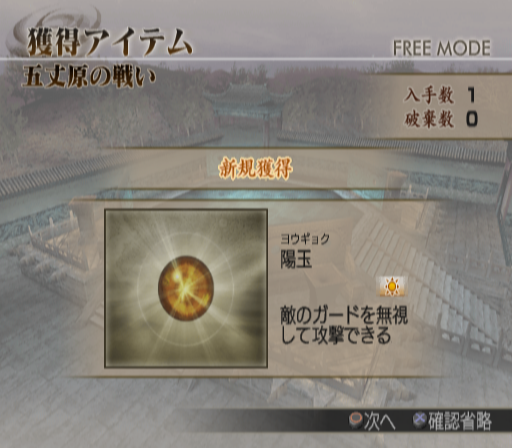 獲得アイテム
FREE MODE
五丈原の戦い
入手数 1
破棄数 0
新規獲得
ヨウギョク
陽玉
敵のガードを無視
して攻撃できる
次へ 確認省略